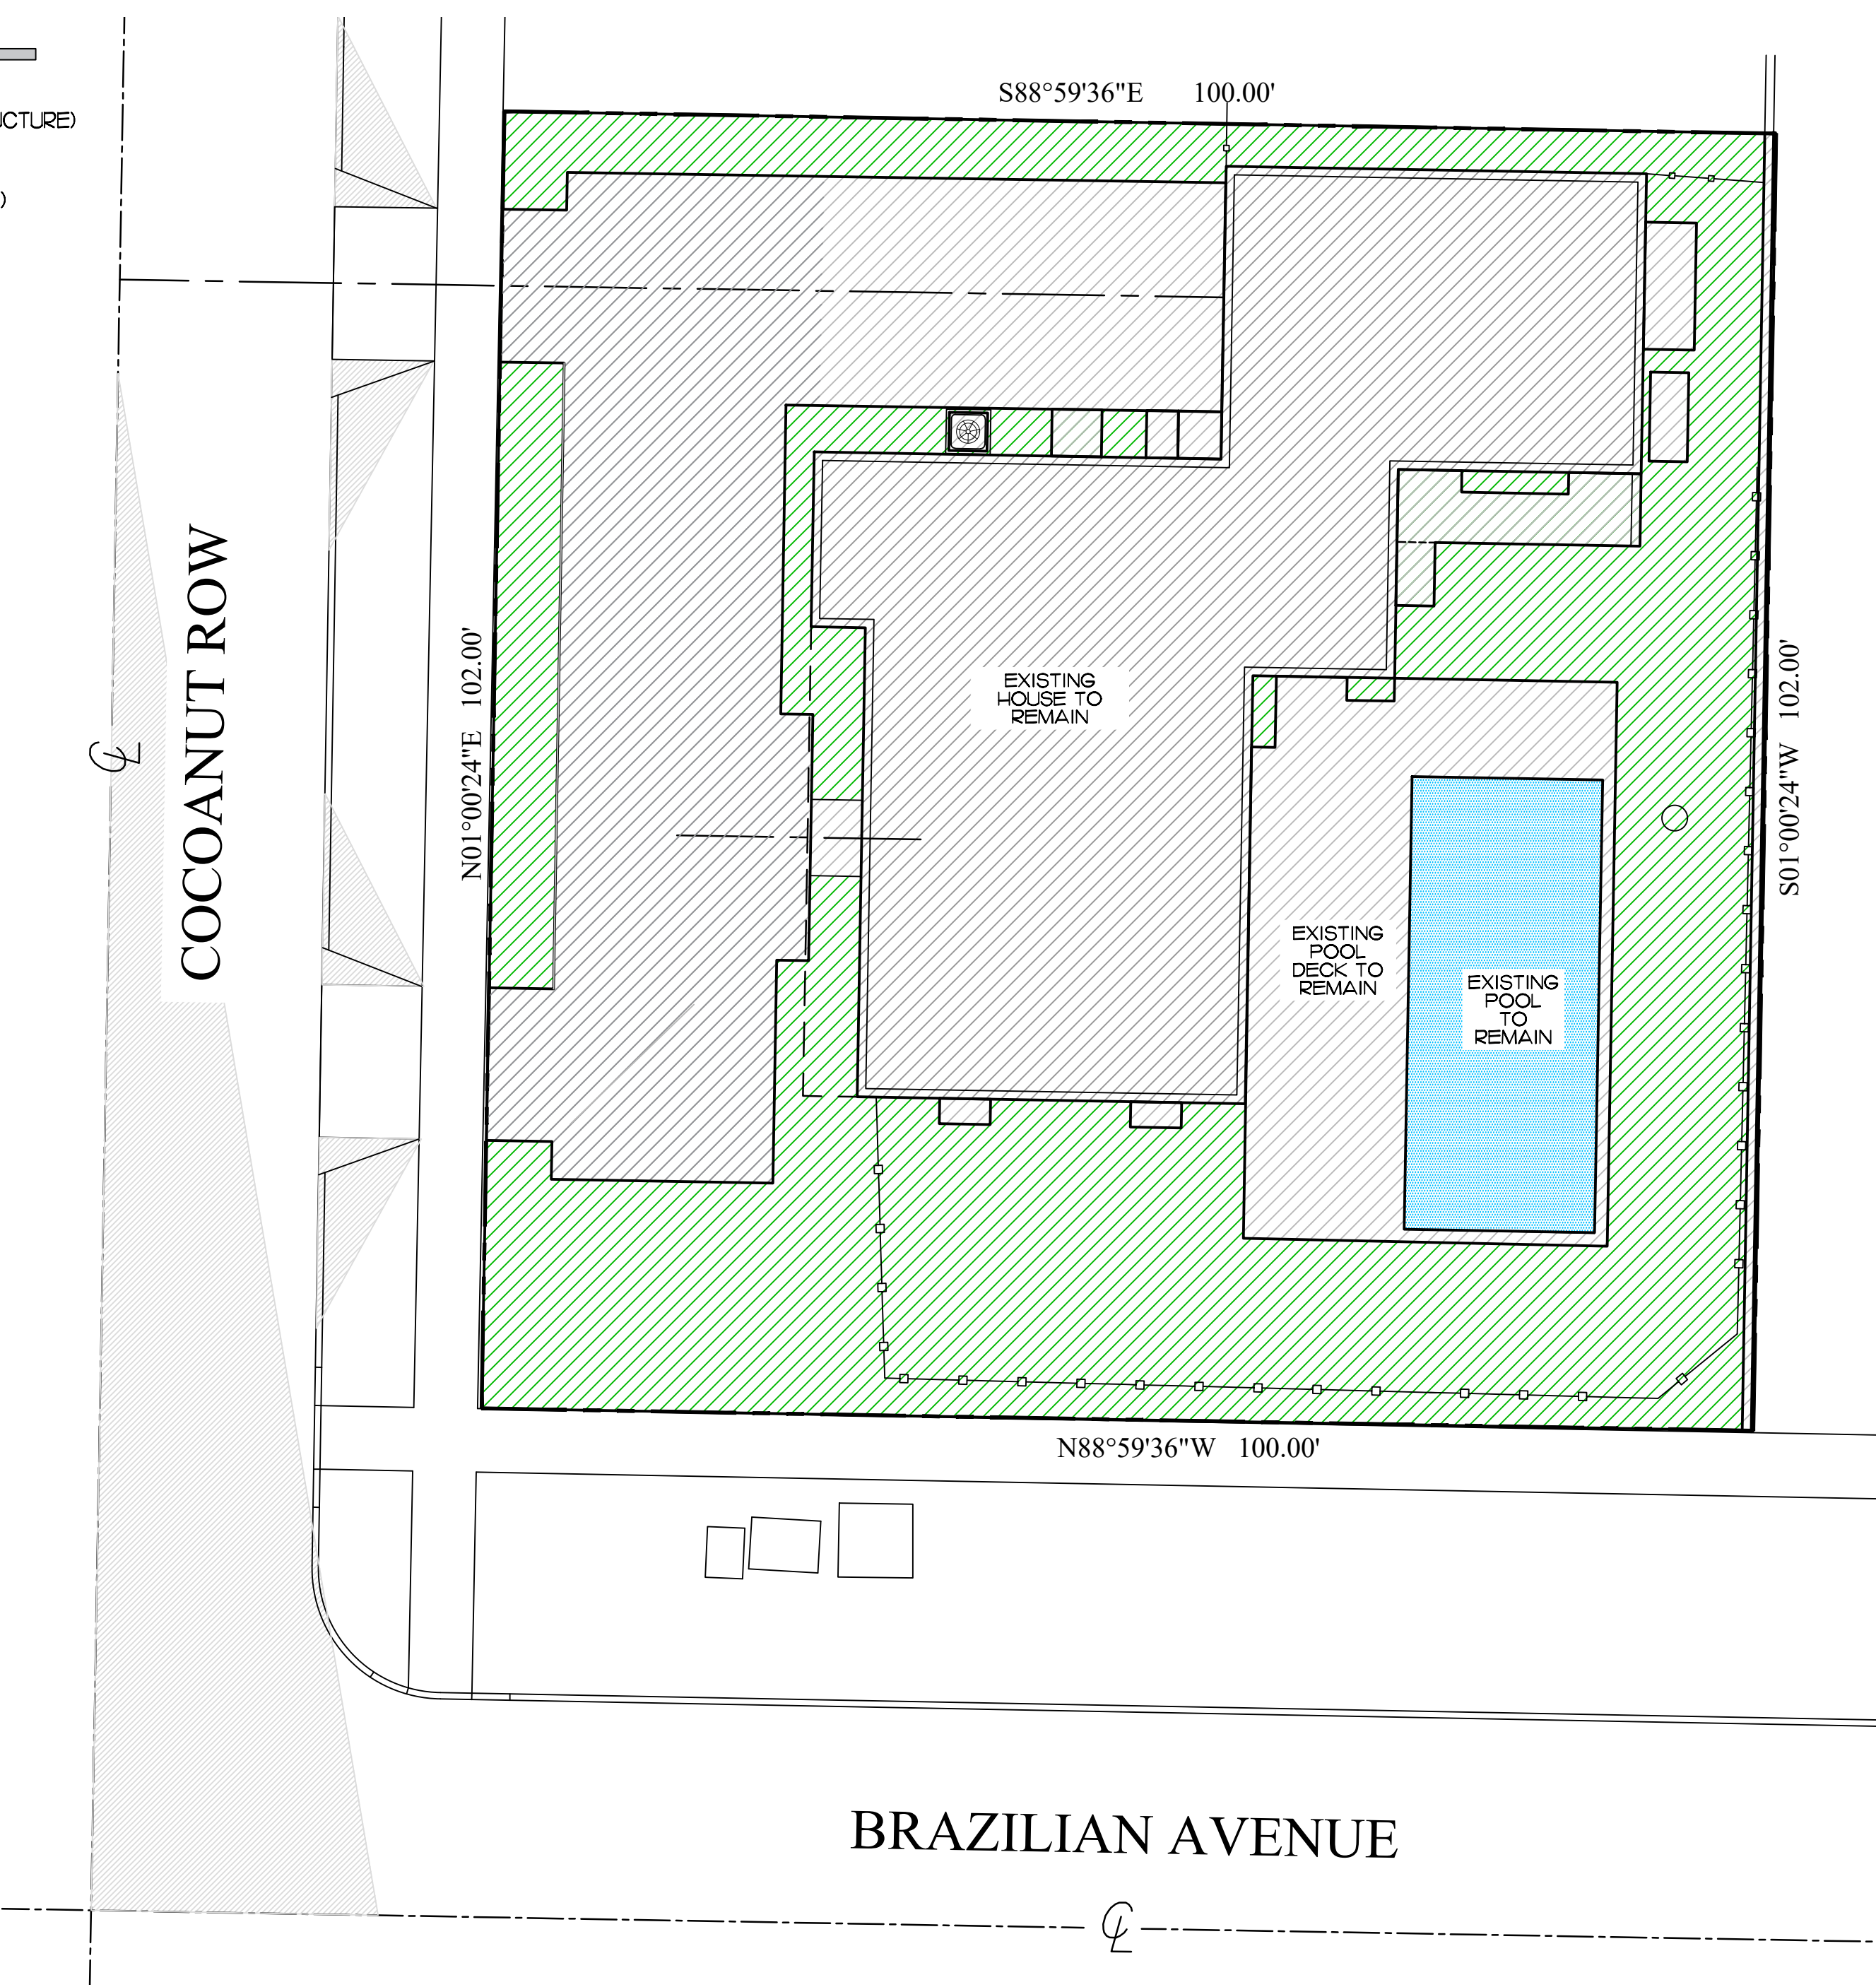 UCTURE)
)
S88°59'36"E 100.00'
COCOANUT ROW
N01°00'24"E 102.00'
S01°00'24"W 102.00'
EXISTING
HOUSE TO
REMAIN
EXISTING
POOL
DECK TO
REMAIN
EXISTING
POOL
TO
REMAIN
N88°59'36"W 100.00'
BRAZILIAN AVENUE